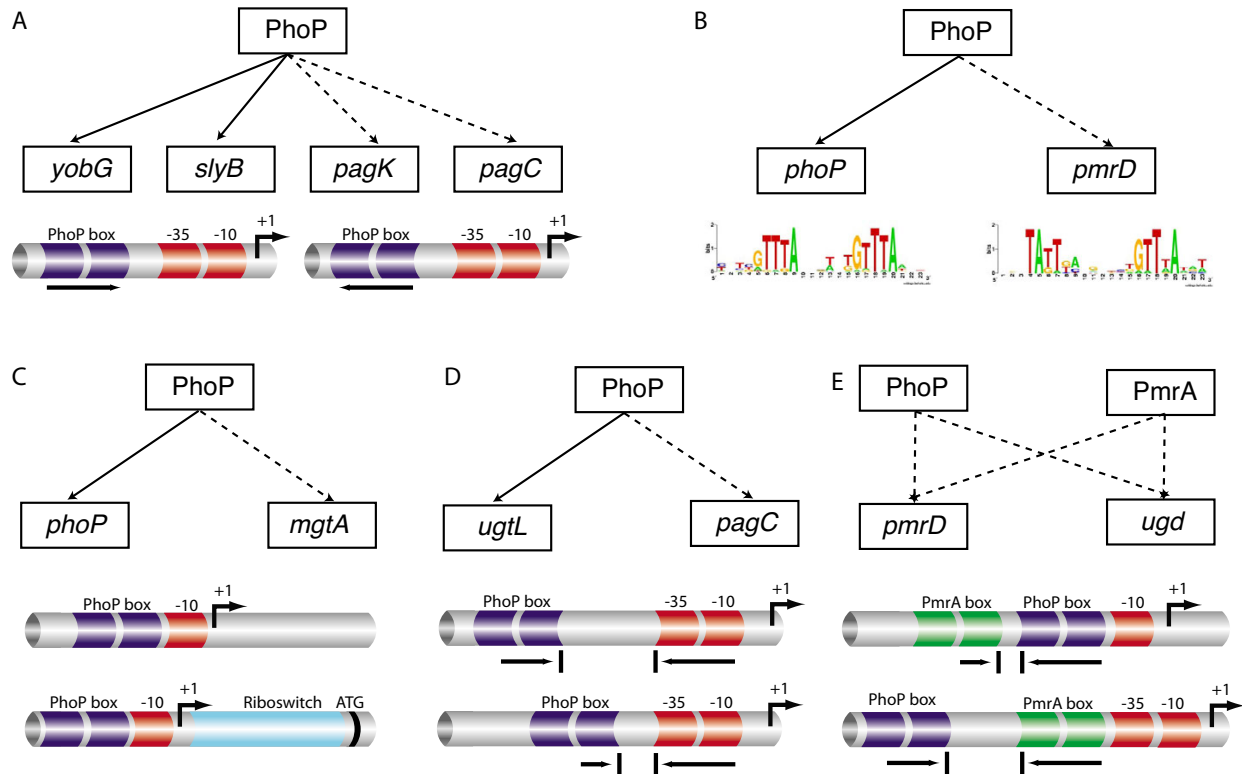 A
PhoP
yobG
slyB
pagK
pagC
PhoP box -35 -10 +1
PhoP box -35 -10 +1
B
PhoP
phoP
pmrD
bits
bits
C
PhoP
phoP
mgtA
PhoP box -10 +1
PhoP box -10 +1 Riboswitch ATG
D
PhoP
ugtL
pagC
PhoP box -35 -10 +1
PhoP box -35 -10 +1
E
PhoP
PmrA
pmrD
ugd
PmrA box PhoP box -10 +1
PhoP box PmrA box -35 -10 +1